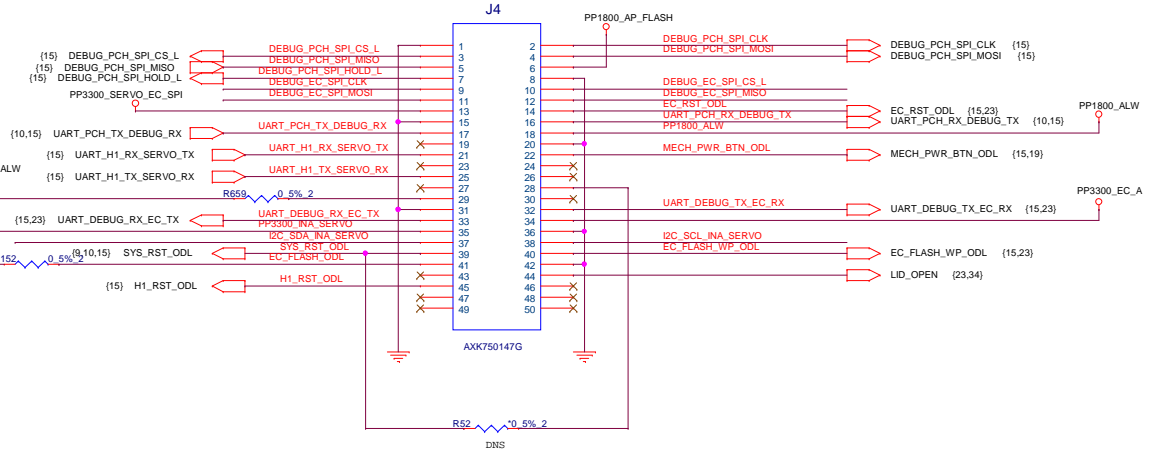 J4
PP1800_AP_FLASH
{15} DEBUG_PCH_SPI_CS_L DEBUG_PCH_SPI_CS_L 1 2 DEBUG_PCH_SPI_CLK DEBUG_PCH_SPI_CLK {15}
{15} DEBUG_PCH_SPI_MISO DEBUG_PCH_SPI_MISO 3 4 DEBUG_PCH_SPI_MOSI DEBUG_PCH_SPI_MOSI {15}
{15} DEBUG_PCH_SPI_HOLD_L DEBUG_PCH_SPI_HOLD_L 5 6
7 8
PP3300_SERVO_EC_SPI DEBUG_EC_SPI_CLK 9 10 DEBUG_EC_SPI_CS_L
DEBUG_EC_SPI_MOSI 11 12 DEBUG_EC_SPI_MISO
13 14 EC_RST_ODL EC_RST_ODL {15,23}
15 16 UART_PCH_RX_DEBUG_TX UART_PCH_RX_DEBUG_TX {10,15}
PP1800_ALW
{10,15} UART_PCH_TX_DEBUG_RX UART_PCH_TX_DEBUG_RX 17 18 PP1800_ALW
19 20
{15} UART_H1_RX_SERVO_TX UART_H1_RX_SERVO_TX 21 22 MECH_PWR_BTN_ODL MECH_PWR_BTN_ODL {15,19}
ALW 23 24
{15} UART_H1_TX_SERVO_RX UART_H1_TX_SERVO_RX 25 26
27 28
PP3300_EC_A
R659 0_5%_2 29 30
31 32 UART_DEBUG_TX_EC_RX UART_DEBUG_TX_EC_RX {15,23}
{15,23} UART_DEBUG_RX_EC_TX UART_DEBUG_RX_EC_TX 33 34
PP3300_INA_SERVO 35 36
I2C_SDA_INA_SERVO 37 38 I2C_SCL_INA_SERVO
{9,10,15} SYS_RST_ODL SYS_RST_ODL 39 40 EC_FLASH_WP_ODL EC_FLASH_WP_ODL {15,23}
152 0_5%_2 EC_FLASH_ODL 41 42
43 44 LID_OPEN {23,34}
{15} H1_RST_ODL H1_RST_ODL 45 46
47 48
49 50
AXK750147G
R52 *0_5%_2
DNS